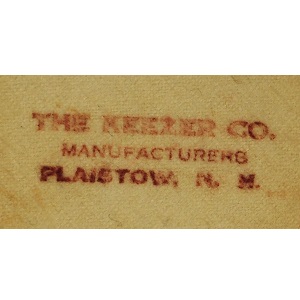 THE KEEZER CO.
MANUFACTURERS
PLAISTOW, N. H.